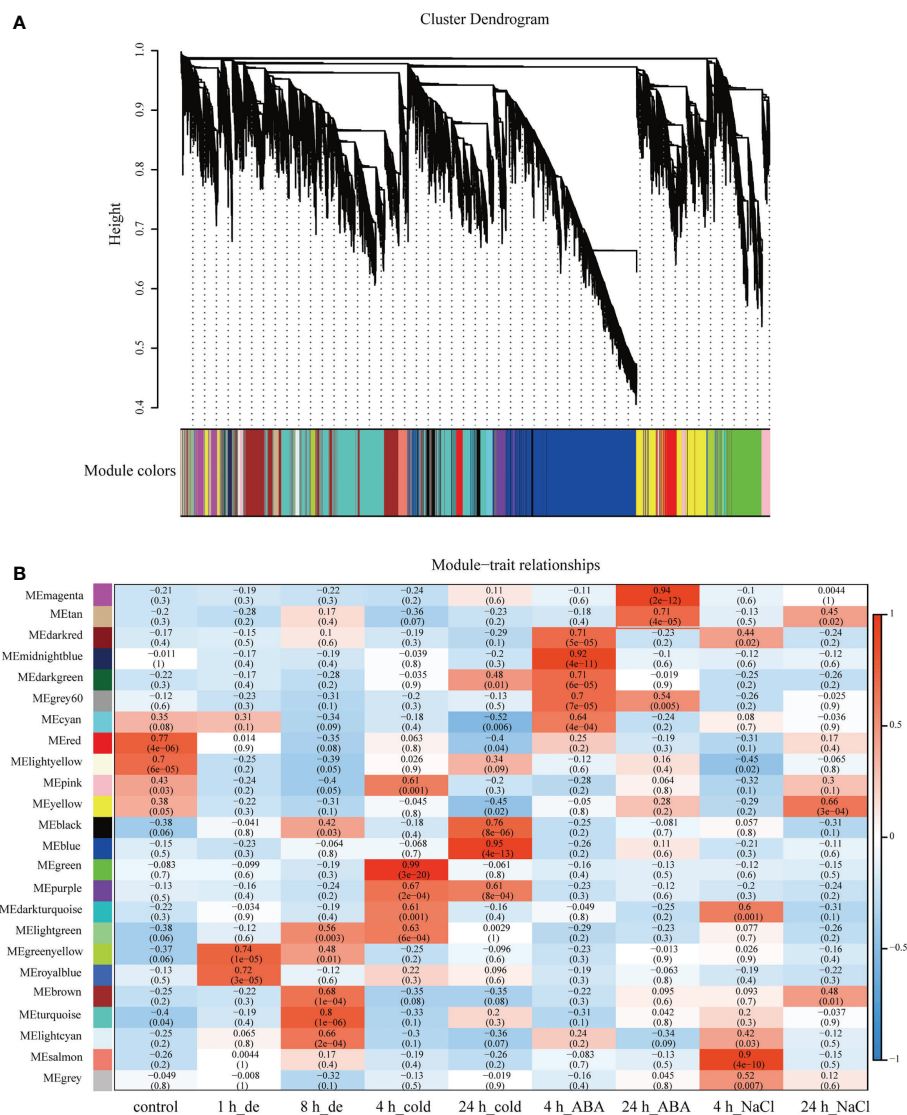 A
Cluster Dendrogram
Height
1.0
0.9
0.8
0.7
0.6
0.5
0.4
Module colors
B
Module−trait relationships
MEmagenta −0.21 −0.19 −0.22 −0.24 0.11 −0.11 0.94 −0.1 0.0044
(0.3) (0.3) (0.3) (0.2) (0.6) (0.6) (2e−12) (0.6) (1)
MEtan −0.2 −0.28 0.17 −0.36 −0.23 −0.18 0.71 −0.13 0.45
(0.3) (0.2) (0.4) (0.07) (0.2) (0.4) (4e−05) (0.5) (0.02)
MEdarkred −0.17 −0.15 0.1 −0.19 −0.29 0.71 −0.23 0.44 −0.24
(0.4) (0.5) (0.6) (0.3) (0.1) (5e−05) (0.2) (0.02) (0.2)
MEmidnightblue −0.011 −0.17 −0.19 −0.039 −0.2 0.92 −0.1 −0.12 −0.12
(1) (0.4) (0.4) (0.8) (0.3) (4e−11) (0.6) (0.6) (0.6)
MEdarkgreen −0.22 −0.17 −0.28 −0.035 0.48 0.71 −0.019 −0.25 −0.26
(0.3) (0.4) (0.2) (0.9) (0.01) (6e−05) (0.9) (0.2) (0.2)
MEgrey60 −0.12 −0.23 −0.31 −0.2 −0.13 0.7 0.54 −0.26 −0.025
(0.6) (0.3) (0.1) (0.3) (0.5) (7e−05) (0.005) (0.2) (0.9)
MEcyan 0.35 0.31 −0.34 −0.18 −0.52 0.64 −0.24 0.08 −0.036
(0.08) (0.1) (0.09) (0.4) (0.006) (4e−04) (0.2) (0.7) (0.9)
MEred 0.77 0.014 −0.35 0.063 −0.4 0.25 −0.19 −0.31 0.17
(4e−06) (0.9) (0.08) (0.8) (0.04) (0.2) (0.3) (0.1) (0.4)
MElightyellow 0.7 −0.25 −0.39 0.026 0.34 −0.12 0.16 −0.45 −0.065
(6e−05) (0.2) (0.05) (0.9) (0.09) (0.6) (0.4) (0.02) (0.8)
MEpink 0.43 −0.24 −0.4 0.61 −0.2 −0.28 0.064 −0.32 0.3
(0.03) (0.2) (0.05) (0.001) (0.3) (0.2) (0.8) (0.1) (0.1)
MEyellow 0.38 −0.22 −0.31 −0.045 −0.45 −0.05 0.28 −0.29 0.66
(0.05) (0.3) (0.1) (0.8) (0.02) (0.8) (0.2) (0.2) (3e−04)
MEblack −0.38 −0.041 0.42 −0.18 0.76 −0.25 −0.081 0.057 −0.31
(0.06) (0.8) (0.03) (0.4) (8e−06) (0.2) (0.7) (0.8) (0.1)
MEblue −0.15 −0.23 −0.064 −0.068 0.95 −0.26 0.11 −0.21 −0.11
(0.5) (0.3) (0.8) (0.7) (4e−13) (0.2) (0.6) (0.3) (0.6)
MEgreen −0.083 −0.099 −0.19 0.99 −0.061 −0.16 −0.13 −0.12 −0.15
(0.7) (0.6) (0.3) (3e−20) (0.8) (0.4) (0.5) (0.6) (0.5)
MEpurple −0.13 −0.16 −0.24 0.67 0.61 −0.23 −0.12 −0.2 −0.24
(0.5) (0.4) (0.2) (2e−04) (8e−04) (0.3) (0.6) (0.3) (0.2)
MEdarkturquoise −0.22 −0.034 −0.19 0.61 −0.16 −0.049 −0.25 0.6 −0.31
(0.3) (0.9) (0.4) (0.001) (0.4) (0.8) (0.2) (0.001) (0.1)
MElightgreen −0.38 −0.12 0.56 0.63 0.0029 −0.29 −0.23 0.077 −0.26
(0.06) (0.6) (0.003) (6e−04) (1) (0.2) (0.3) (0.7) (0.2)
MEgreenyellow −0.37 0.74 0.48 −0.25 −0.096 −0.23 −0.013 0.026 −0.16
(0.06) (1e−05) (0.01) (0.2) (0.6) (0.3) (0.9) (0.9) (0.4)
MEroyalblue −0.13 0.72 −0.12 0.22 0.096 −0.19 −0.063 −0.19 −0.22
(0.5) (3e−05) (0.6) (0.3) (0.6) (0.3) (0.8) (0.4) (0.3)
MEbrown −0.25 −0.22 0.68 −0.35 −0.35 −0.22 0.095 0.093 0.48
(0.2) (0.3) (1e−04) (0.08) (0.08) (0.3) (0.6) (0.7) (0.01)
MEturquoise −0.4 −0.19 0.8 −0.33 0.2 −0.31 0.042 0.2 −0.037
(0.04) (0.4) (1e−06) (0.1) (0.3) (0.1) (0.8) (0.3) (0.9)
MElightcyan −0.25 0.065 0.66 −0.3 −0.36 0.24 −0.34 0.42 −0.12
(0.2) (0.8) (2e−04) (0.1) (0.07) (0.2) (0.09) (0.03) (0.5)
MEsalmon −0.26 0.0044 0.17 −0.19 −0.26 −0.083 −0.13 0.9 −0.15
(0.2) (1) (0.4) (0.4) (0.2) (0.7) (0.5) (4e−10) (0.5)
MEgrey −0.049 −0.008 −0.32 −0.13 −0.019 0.16 0.045 0.52 0.12
(0.8) (1) (0.1) (0.5) (0.9) (0.4) (0.8) (0.007) (0.6)
1
0.5
0
−0.5
−1
control 1 h_de 8 h_de 4 h_cold 24 h_cold 4 h_ABA 24 h_ABA 4 h_NaCl 24 h_NaCl